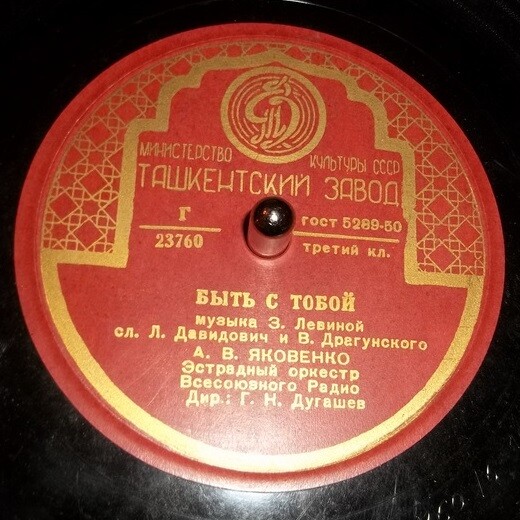 МИНИСТЕРСТВО КУЛЬТУРЫ СССР
ТАШКЕНТСКИЙ ЗАВОД
Г
23760
ГОСТ 5289-50
ТРЕТИЙ КЛ.
БЫТЬ С ТОБОЙ
музыка З. Левиной
сл. Л. Давидович и В. Драгунского
А. В. ЯКОВЕНКО
Эстрадный оркестр
Всесоювного Радио
Дир.: Г. Н. Дугашев